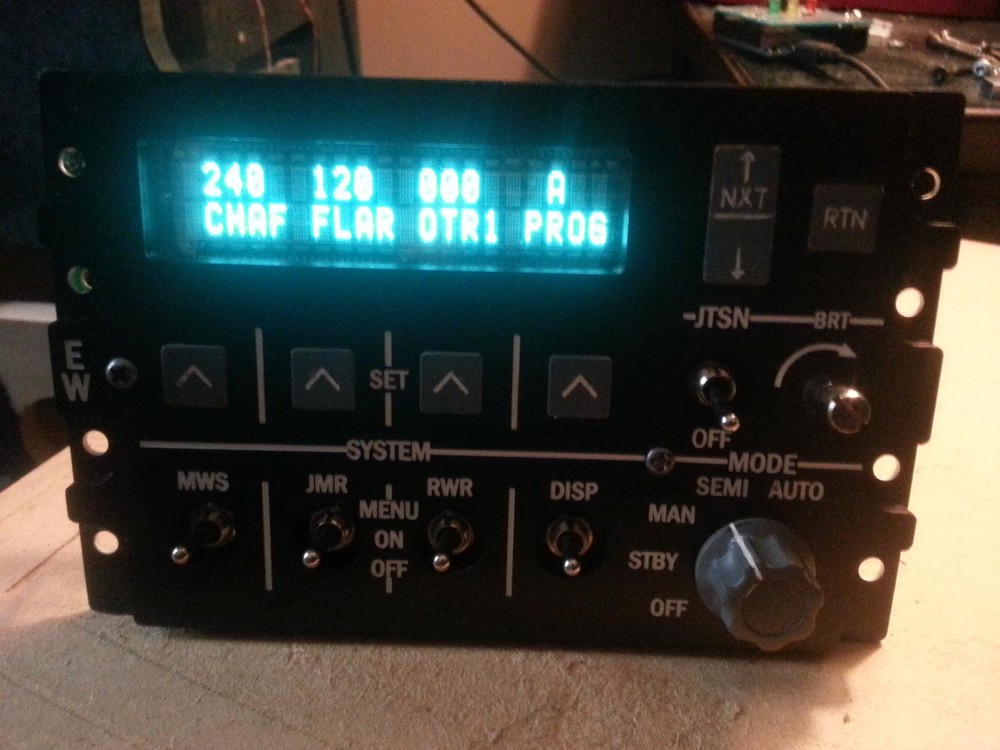 240 120 000 A
CHAF FLAR OTR1 PROG
NXT
RTN
JTSN BRT
EW
SET
OFF
SYSTEM
MODE
MWS JMR RWR DISP
MENU
ON
OFF
SEMI AUTO
MAN
STBY
OFF